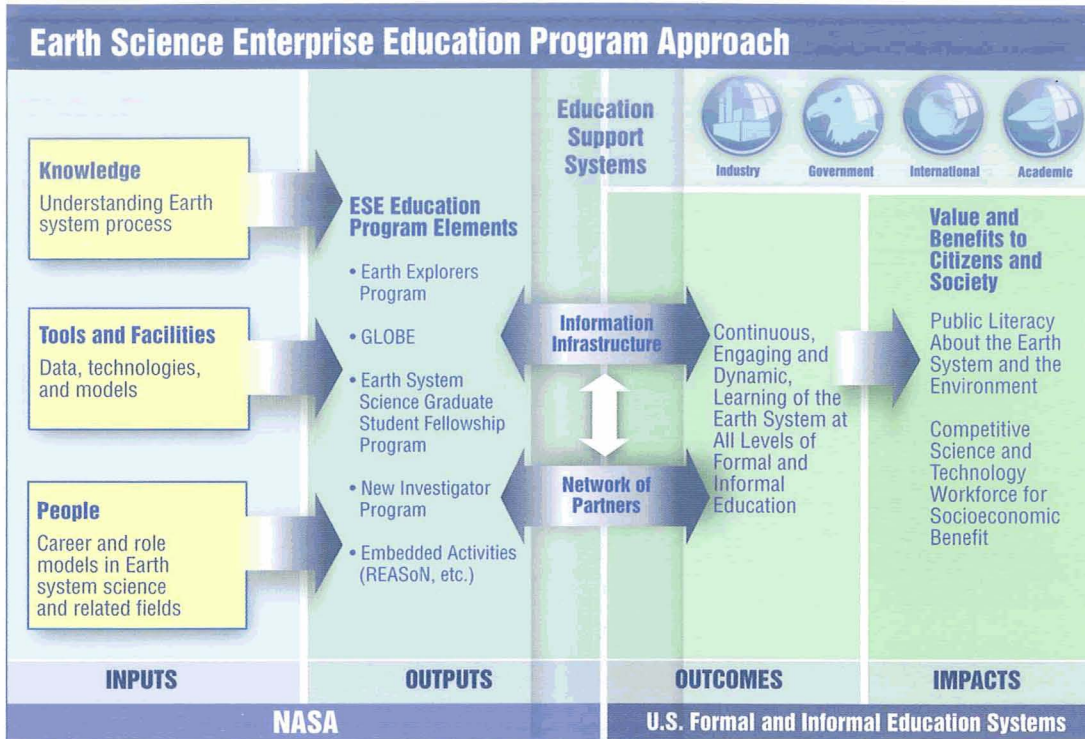 Earth Science Enterprise Education Program Approach
Education
Support
Systems
Industry
Government
International
Academic
Knowledge
Understanding Earth
system process
Tools and Facilities
Data, technologies,
and models
People
Career and role
models in Earth
system science
and related fields
ESE Education
Program Elements
• Earth Explorers
Program
• GLOBE
• Earth System
Science Graduate
Student Fellowship
Program
• New Investigator
Program
• Embedded Activities
(REASoN, etc.)
Information
Infrastructure
Network of
Partners
Continuous,
Engaging and
Dynamic,
Learning of the
Earth System at
All Levels of
Formal and
Informal
Education
Value and
Benefits to
Citizens and
Society
Public Literacy
About the Earth
System and the
Environment
Competitive
Science and
Technology
Workforce for
Socioeconomic
Benefit
INPUTS
OUTPUTS
OUTCOMES
IMPACTS
NASA
U.S. Formal and Informal Education Systems